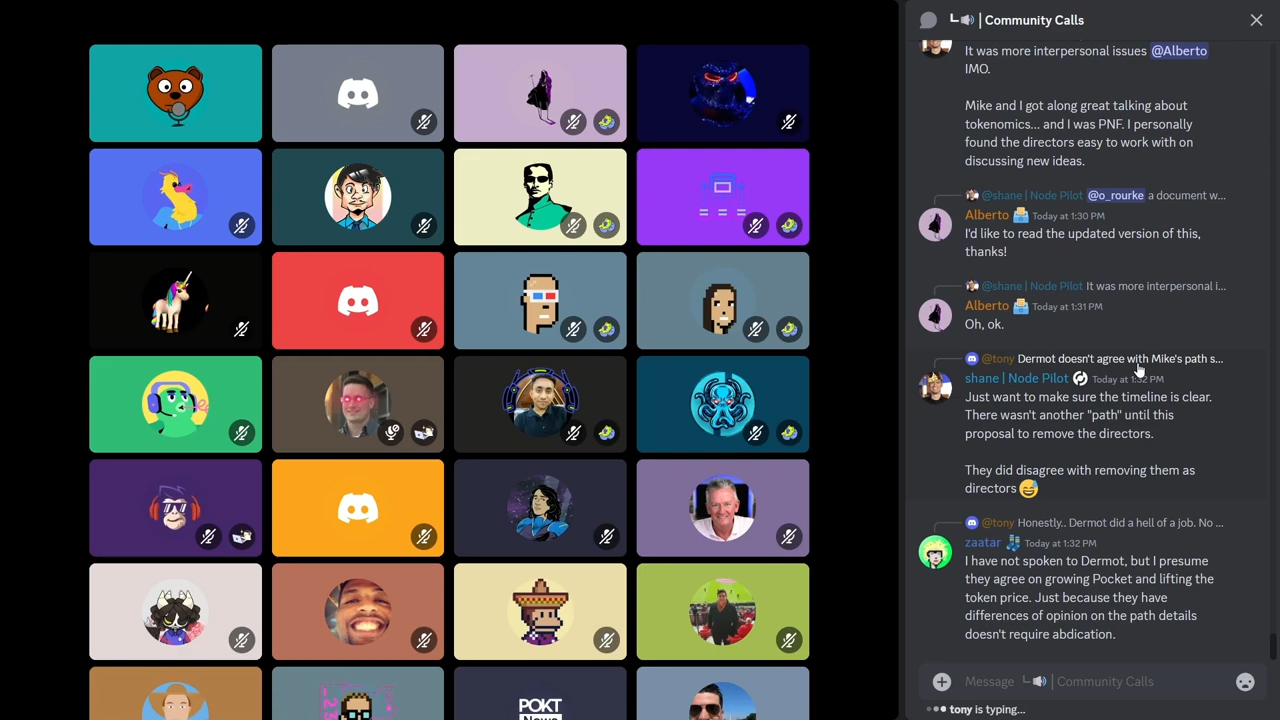 └🔊 | Community Calls
It was more interpersonal issues @Alberto
IMO.
Mike and I got along great talking about
tokenomics... and I was PNF. I personally
found the directors easy to work with on
discussing new ideas.
@shane | Node Pilot @o_rourke a document w...
Alberto Today at 1:30 PM
I'd like to read the updated version of this,
thanks!
@shane | Node Pilot It was more interpersonal i...
Alberto Today at 1:31 PM
Oh, ok.
@tony Dermot doesn't agree with Mike's path s...
shane | Node Pilot Today at 1:32 PM
Just want to make sure the timeline is clear.
There wasn't another "path" until this
proposal to remove the directors.
They did disagree with removing them as
directors 😅
@tony Honestly.. Dermot did a hell of a job. No ...
zaatar Today at 1:32 PM
I have not spoken to Dermot, but I presume
they agree on growing Pocket and lifting the
token price. Just because they have
differences of opinion on the path details
doesn't require abdication.
Message └🔊 | Community Calls
tony is typing...
POKT
News